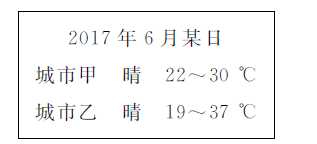 2017 年 6 月某日
城市甲 晴 22～30 ℃
城市乙 晴 19～37 ℃